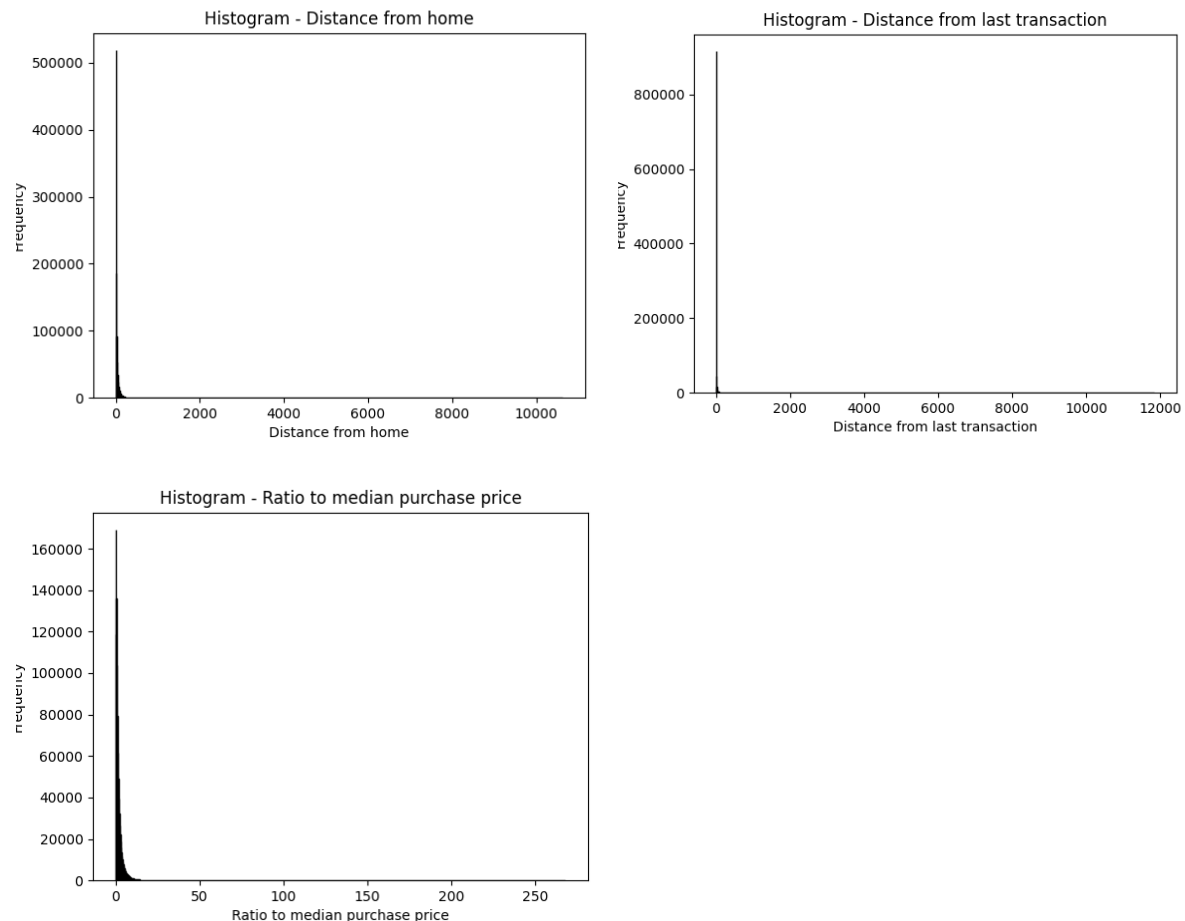 Histogram - Distance from home
500000
400000
300000
200000
100000
0
Frequency
0 2000 4000 6000 8000 10000
Distance from home
Histogram - Distance from last transaction
800000
600000
400000
200000
0
Frequency
0 2000 4000 6000 8000 10000 12000
Distance from last transaction
Histogram - Ratio to median purchase price
160000
140000
120000
100000
80000
60000
40000
20000
0
Frequency
0 50 100 150 200 250
Ratio to median purchase price